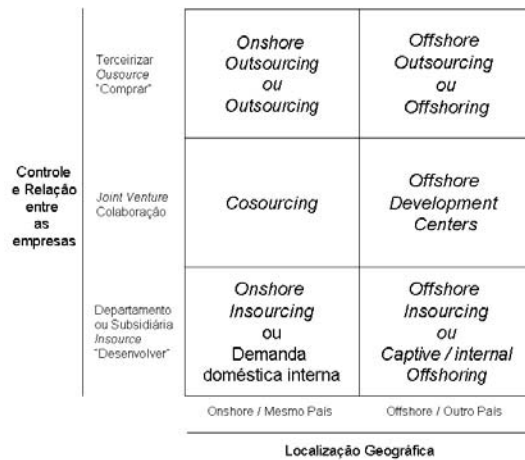 Terceirizar
Ousource
"Comprar"
Onshore
Outsourcing
ou
Outsourcing
Offshore
Outsourcing
ou
Offshoring
Controle
e Relação
entre
as
empresas
Joint Venture
Colaboração
Cosourcing
Offshore
Development
Centers
Departamento
ou Subsidiária
Insource
"Desenvolver"
Onshore
Insourcing
ou
Demanda
doméstica interna
Offshore
Insourcing
ou
Captive / internal
Offshoring
Onshore / Mesmo País
Offshore / Outro País
Localização Geográfica